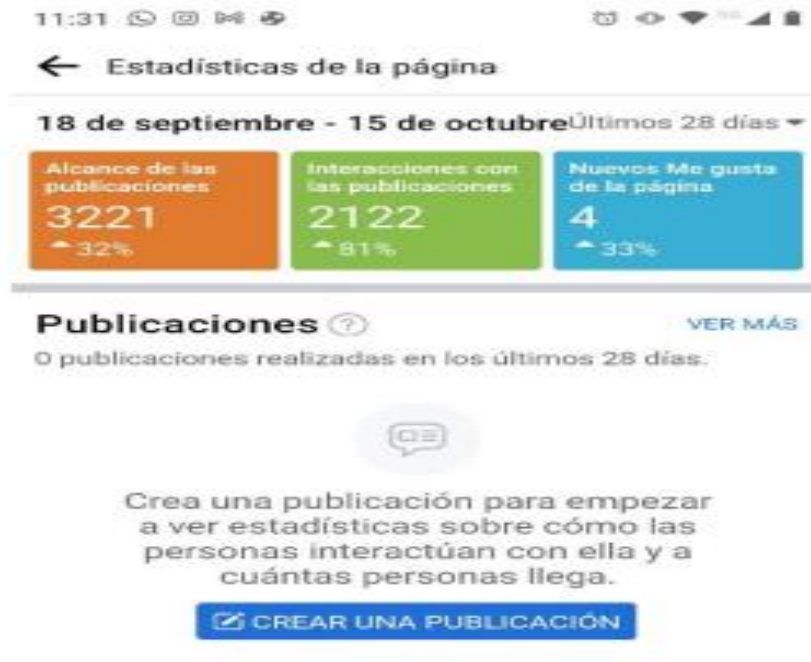 11:31
Estadísticas de la página
18 de septiembre - 15 de octubre Últimos 28 días
Alcance de las publicaciones
3221
32%
Interacciones con las publicaciones
2122
81%
Nuevos Me gusta de la página
4
33%
Publicaciones ?
VER MÁS
0 publicaciones realizadas en los últimos 28 días.
Crea una publicación para empezar
a ver estadísticas sobre cómo las
personas interactúan con ella y a
cuántas personas llega.
CREAR UNA PUBLICACIÓN